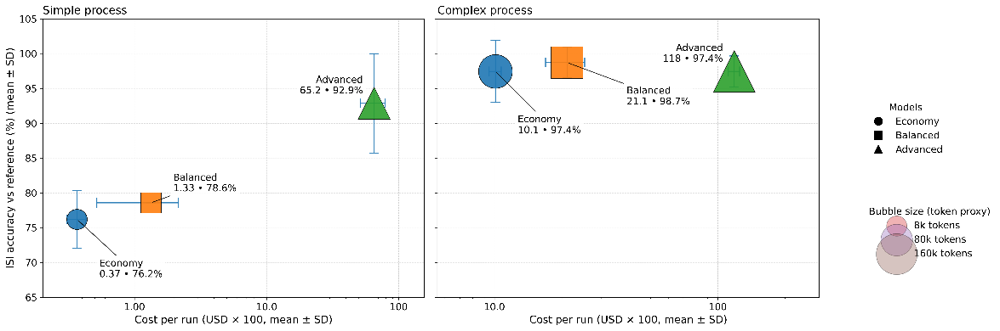 Simple process
Complex process
ISI accuracy vs reference (%) (mean ± SD)
105
100
95
90
85
80
75
70
65
Advanced
65.2 • 92.9%
Balanced
1.33 • 78.6%
Economy
0.37 • 76.2%
1.00
10.0
100
Cost per run (USD × 100, mean ± SD)
Advanced
118 • 97.4%
Balanced
21.1 • 98.7%
Economy
10.1 • 97.4%
10.0
100
Cost per run (USD × 100, mean ± SD)
Models
Economy
Balanced
Advanced
Bubble size (token proxy)
8k tokens
80k tokens
160k tokens